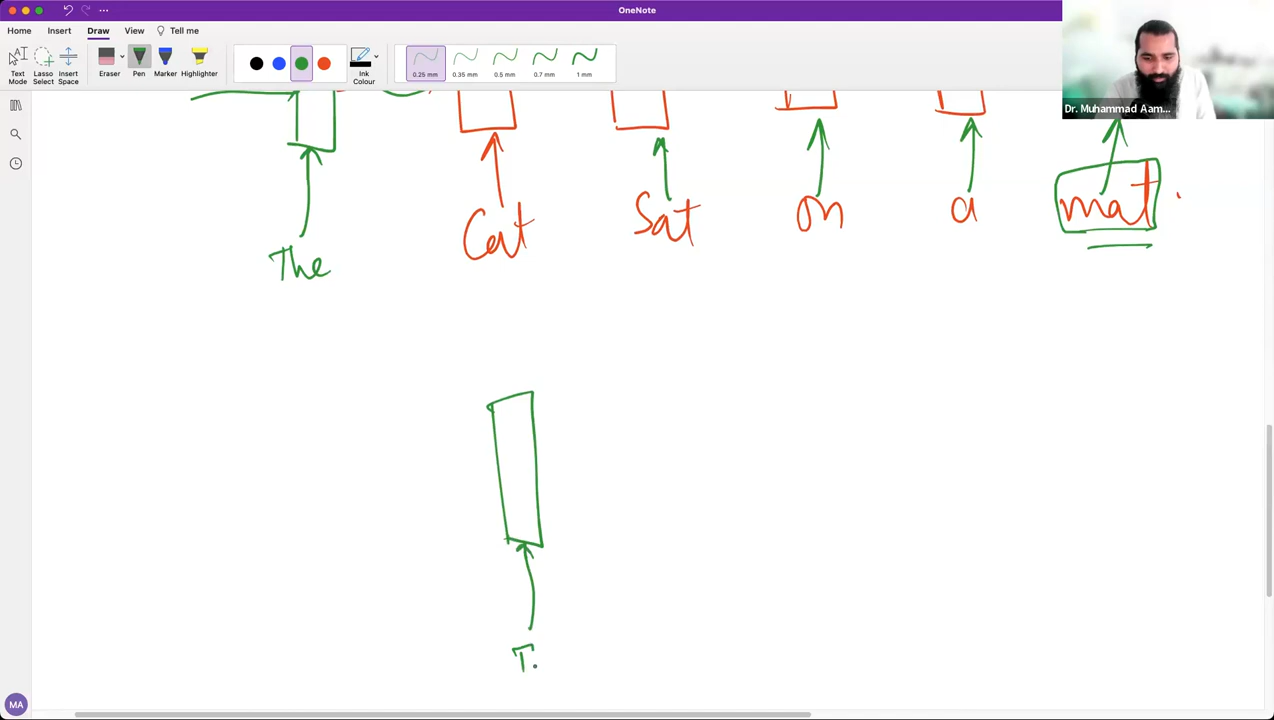 OneNote
Home Insert Draw View Tell me
Text Mode Lasso Select Insert Space Eraser Pen Marker Highlighter Ink Colour 0.25 mm 0.35 mm 0.5 mm 0.7 mm 1 mm
Dr. Muhammad Aam...
The Cat Sat on a mat.
T
MA